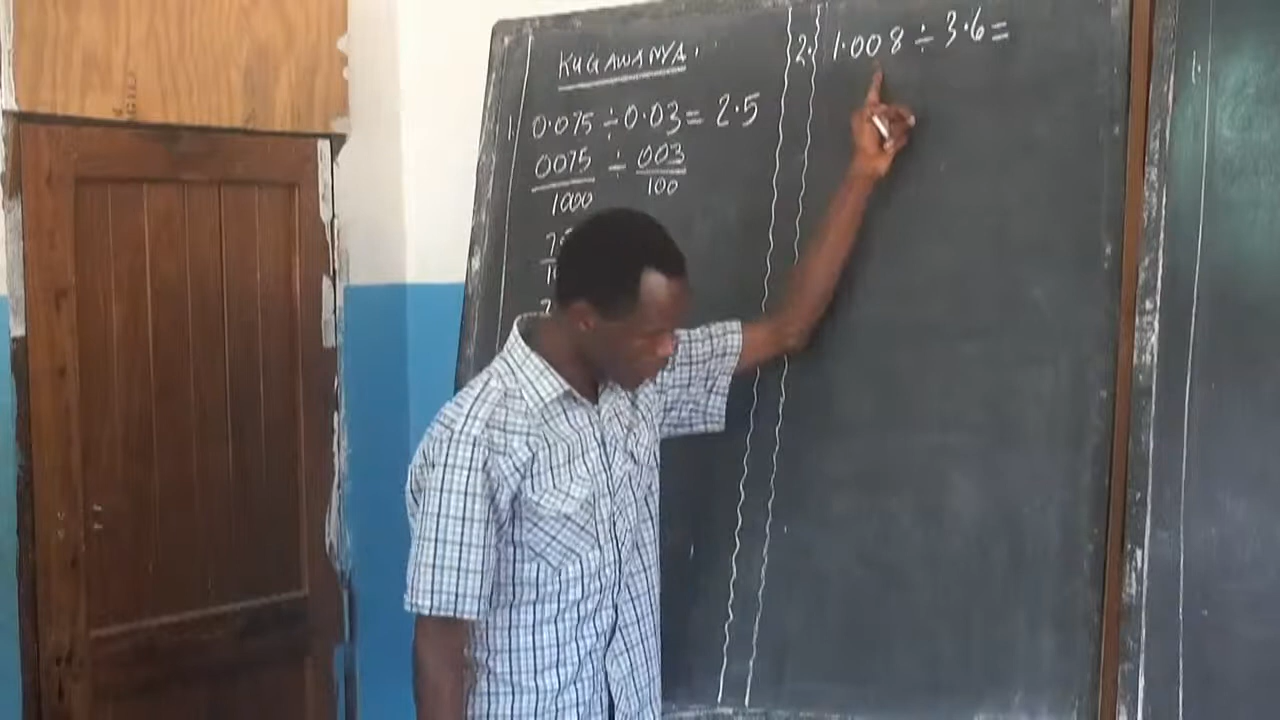 KUGAWANYA.
1. 0.075 ÷ 0.03 = 2.5
0075/1000 ÷ 003/100
2. 1.008 ÷ 3.6 =